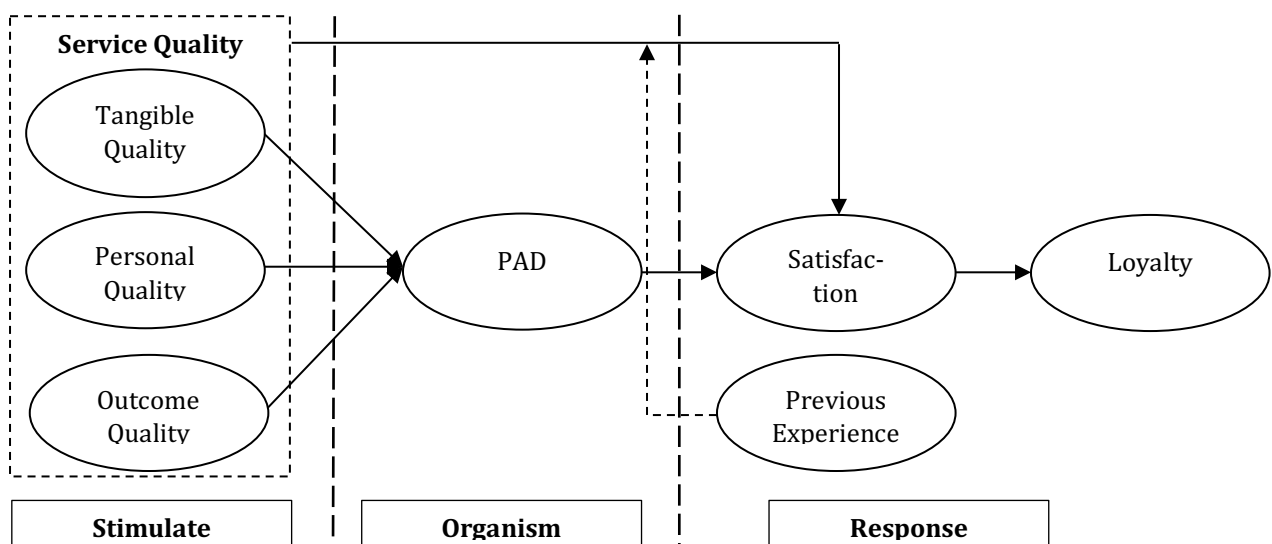 Service Quality
Tangible
Quality
Personal
Quality
PAD
Satisfac-
tion
Loyalty
Outcome
Quality
Previous
Experience
Stimulate
Organism
Response